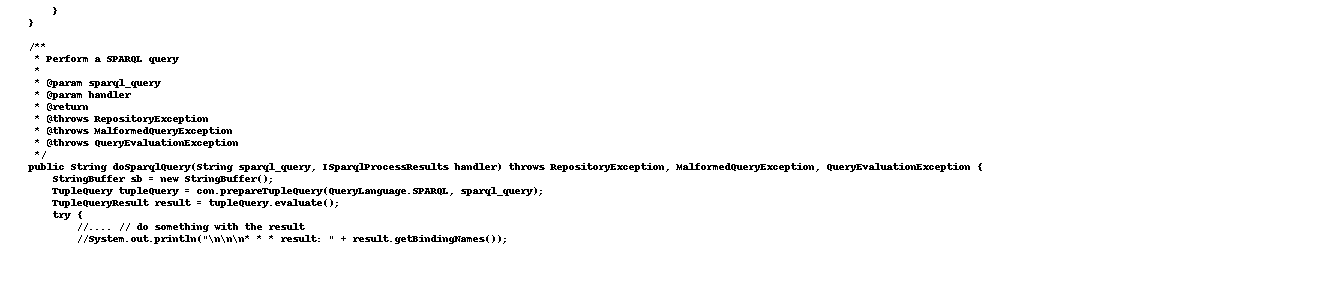 }
}

/**
 * Perform a SPARQL query
 *
 * @param sparql_query
 * @param handler
 * @return
 * @throws RepositoryException
 * @throws MalformedQueryException
 * @throws QueryEvaluationException
 */
public String doSparqlQuery(String sparql_query, ISparqlProcessResults handler) throws RepositoryException, MalformedQueryException, QueryEvaluationException {
    StringBuffer sb = new StringBuffer();
    TupleQuery tupleQuery = con.prepareTupleQuery(QueryLanguage.SPARQL, sparql_query);
    TupleQueryResult result = tupleQuery.evaluate();
    try {
        //.... // do something with the result
        //System.out.println("\n\n\n* * * result: " + result.getBindingNames());